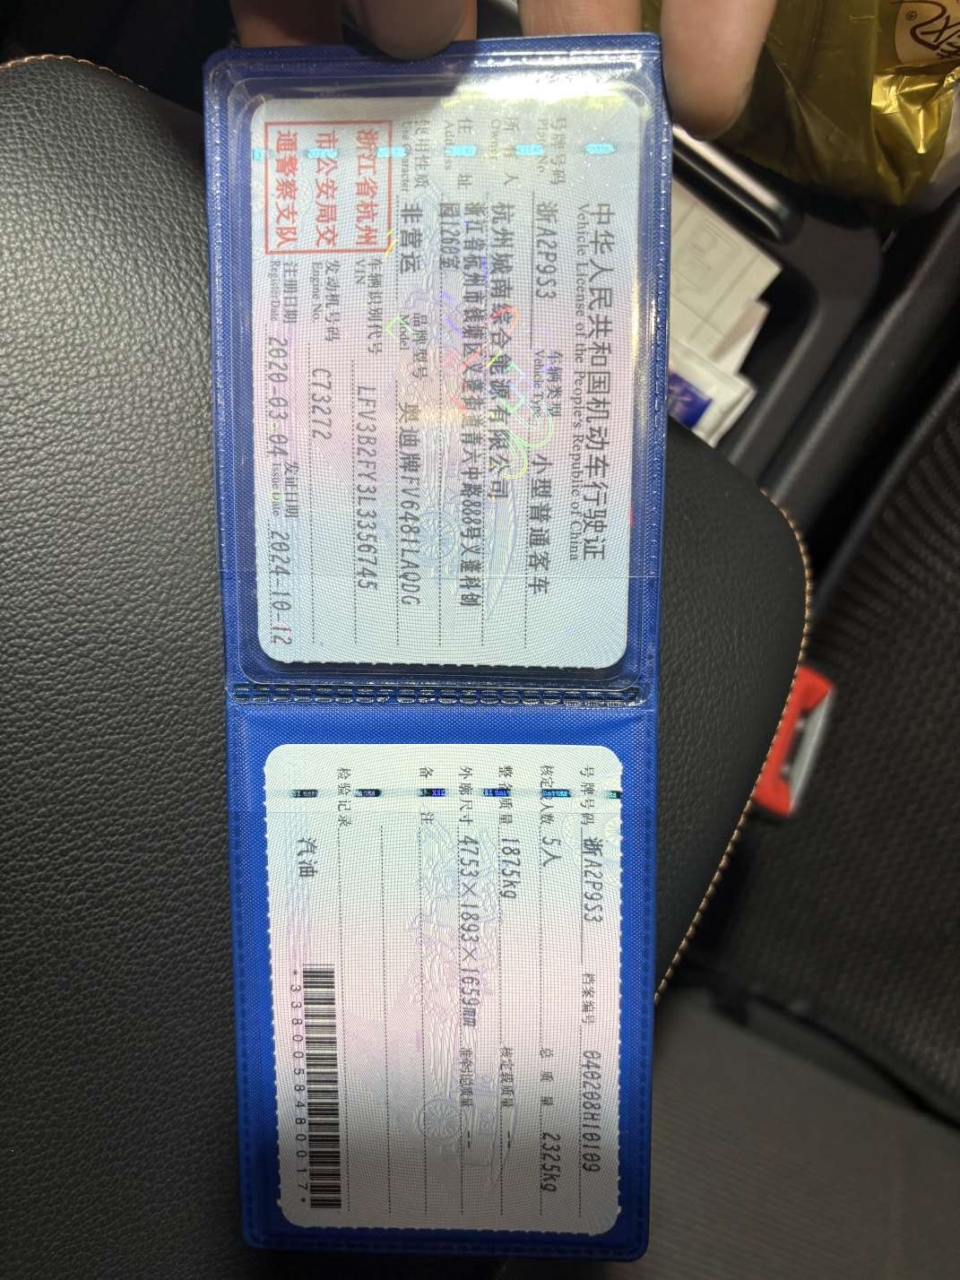 中华人民共和国机动车行驶证
Vehicle License of the People's Republic of China
号牌号码 浙A2P9S3 车辆类型 小型普通客车
Plate No. Vehicle Type
所有人 杭州城南综合能源有限公司
Owner
住址 浙江省杭州市钱塘区义蓬街道普六中路888号义蓬科创
Address 园1268室
使用性质 非营运 品牌型号 奥迪牌FV6481LAQDG
Use Character Model
浙江省杭州
市公安局交
通警察支队
车辆识别代号 LFV3B2FY3L3356745
VIN
发动机号码 C73272
Engine No.
注册日期 2020-03-04 发证日期 2024-10-12
Register Date Issue Date
号牌号码 浙A2P9S3 档案编号 040208H10109
核定载人数 5人 总质量 2325kg
整备质量 1875kg 核定载质量 --
外廓尺寸 4753×1893×1659mm 准牵引总质量 --
备注
检验记录
汽油
*3380058480017*